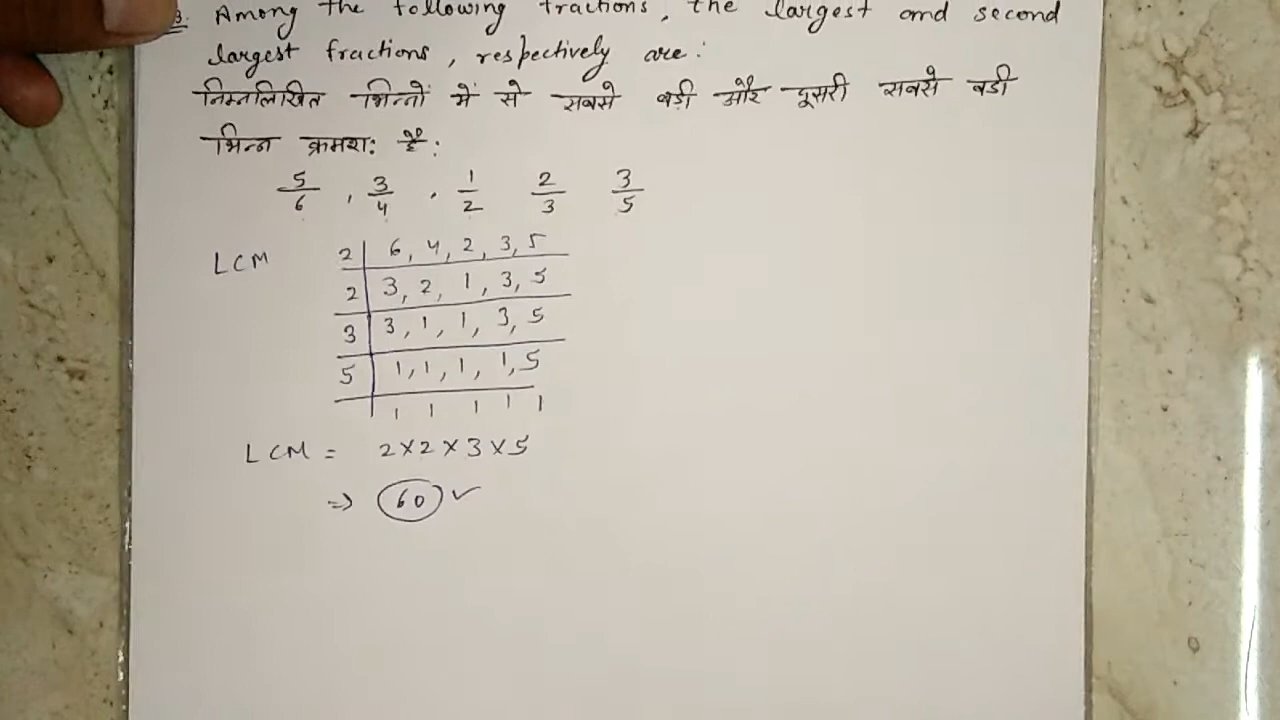 3. Among the following fractions, the largest and second
largest fractions, respectively are:
निम्नलिखित भिन्नों में से सबसे बड़ी और दूसरी सबसे बडी
भिन्न क्रमशः है:
5/6 , 3/4 , 1/2 2/3 3/5
LCM 2 | 6, 4, 2, 3, 5
2 | 3, 2, 1, 3, 5
3 | 3, 1, 1, 3, 5
5 | 1, 1, 1, 1, 5
1 1 1 1 1
LCM = 2×2×3×5
⇒ 60 ✓